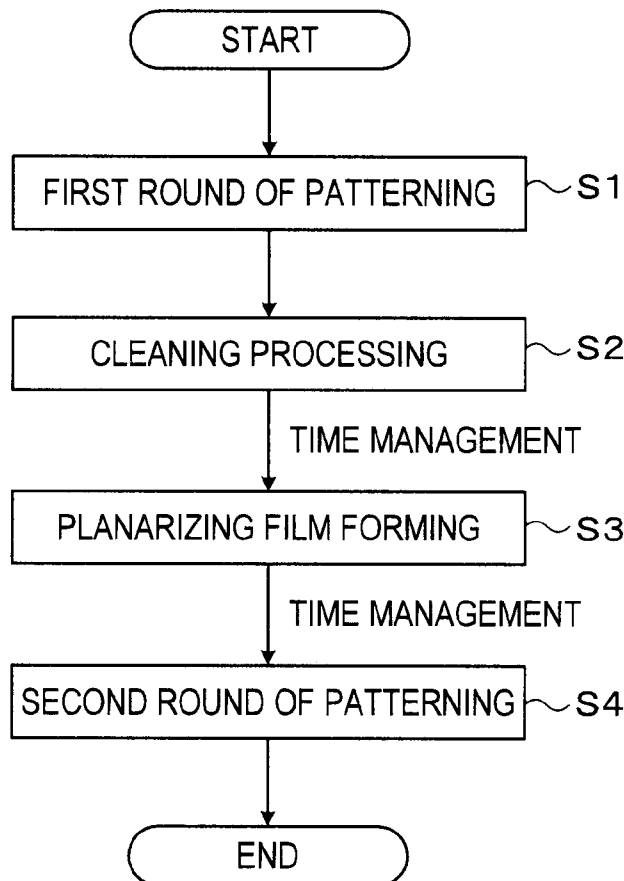 START
FIRST ROUND OF PATTERNING S1
CLEANING PROCESSING S2
TIME MANAGEMENT
PLANARIZING FILM FORMING S3
TIME MANAGEMENT
SECOND ROUND OF PATTERNING S4
END